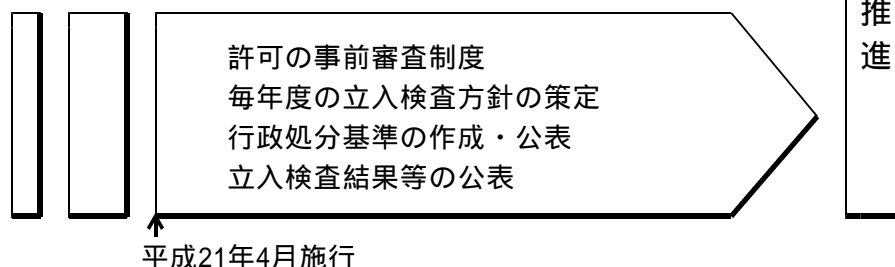 許可の事前審査制度
毎年度の立入検査方針の策定
行政処分基準の作成・公表
立入検査結果等の公表
平成21年4月施行
推
進